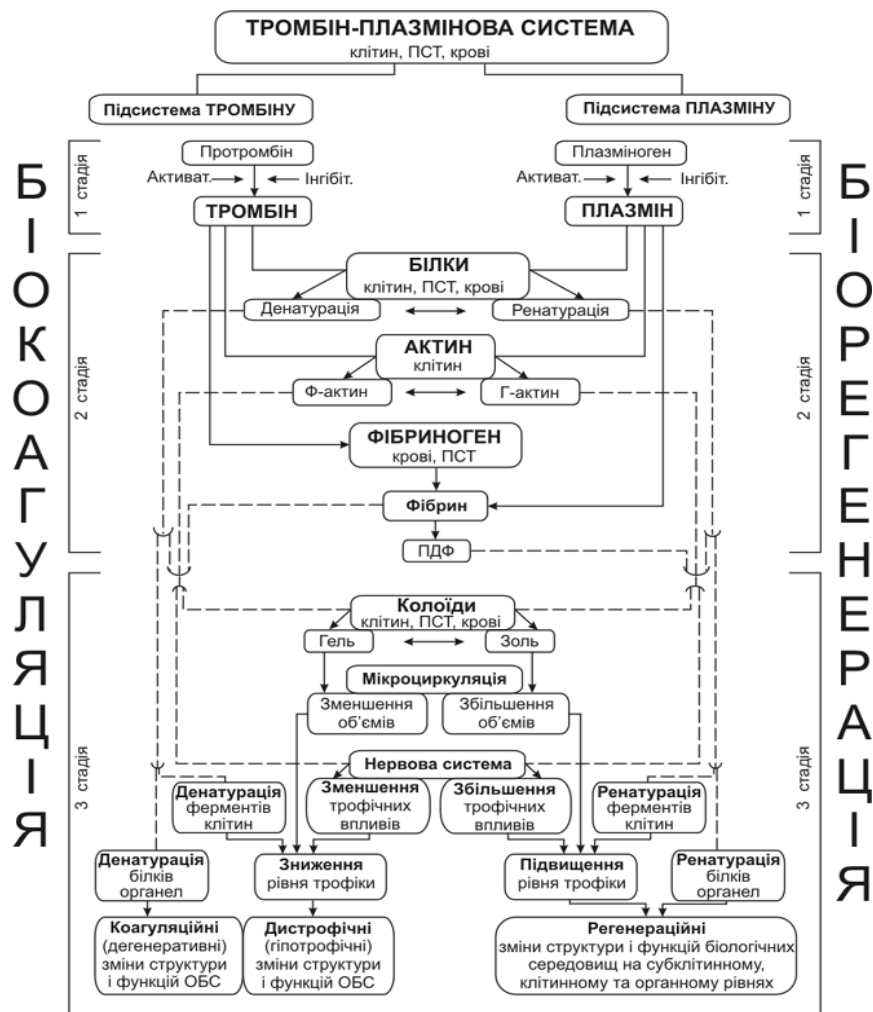 ТРОМБІН-ПЛАЗМІНОВА СИСТЕМА
клітин, ПСТ, крові
Підсистема ТРОМБІНУ
Підсистема ПЛАЗМІНУ
БІОКОАГУЛЯЦІЯ
БІОРЕГЕНЕРАЦІЯ
1 стадія
1 стадія
Протромбін
Плазміноген
Активат.
Інгібіт.
Активат.
Інгібіт.
ТРОМБІН
ПЛАЗМІН
2 стадія
2 стадія
БІЛКИ
клітин, ПСТ, крові
Денатурація
Ренатурація
АКТИН
клітин
Ф-актин
Г-актин
ФІБРИНОГЕН
крові, ПСТ
Фібрин
ПДФ
3 стадія
3 стадія
Колоїди
клітин, ПСТ, крові
Гель
Золь
Мікроциркуляція
Зменшення
об’ємів
Збільшення
об’ємів
Нервова система
Денатурація
ферментів
клітин
Зменшення
трофічних
впливів
Збільшення
трофічних
впливів
Ренатурація
ферментів
клітин
Денатурація
білків
органел
Зниження
рівня трофіки
Підвищення
рівня трофіки
Ренатурація
білків
органел
Коагуляційні
(дегенеративні)
зміни структури
і функцій ОБС
Дистрофічні
(гіпотрофічні)
зміни структури
і функцій ОБС
Регенераційні
зміни структури і функцій біологічних
середовищ на субклітинному,
клітинному та органному рівнях